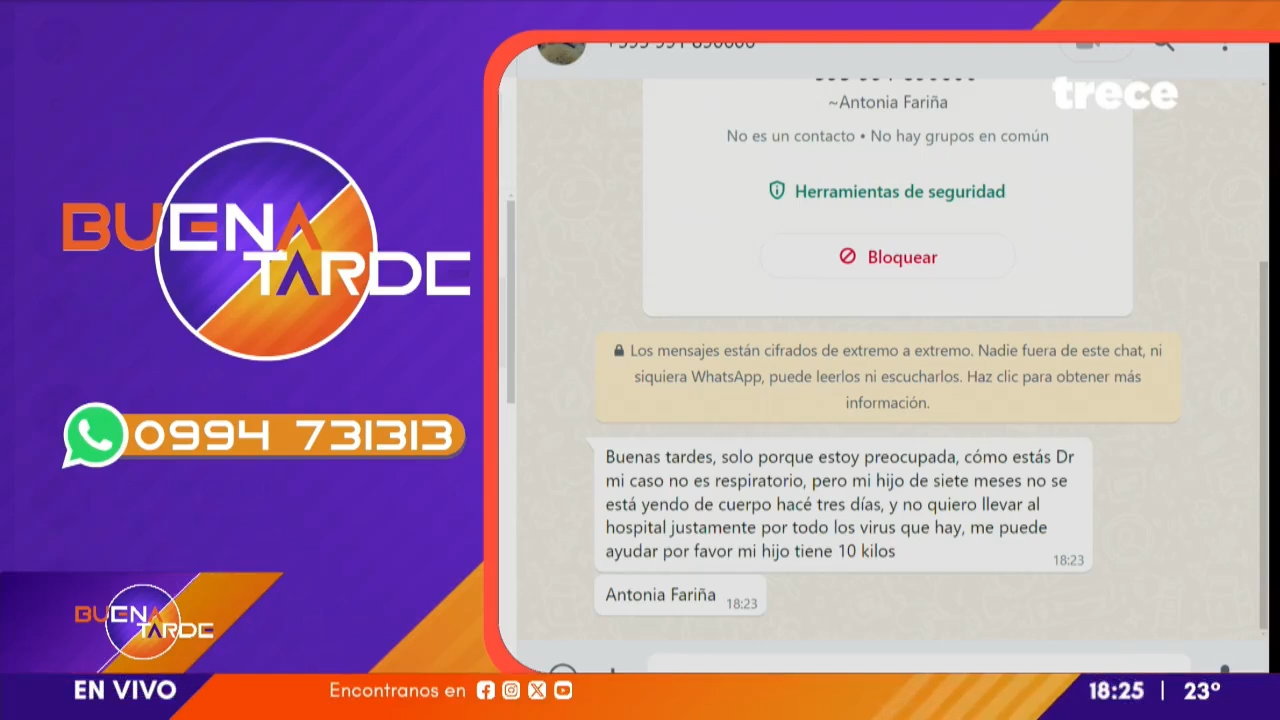 trece
~Antonia Fariña
No es un contacto • No hay grupos en común
Herramientas de seguridad
Bloquear
Los mensajes están cifrados de extremo a extremo. Nadie fuera de este chat, ni
siquiera WhatsApp, puede leerlos ni escucharlos. Haz clic para obtener más
información.
Buenas tardes, solo porque estoy preocupada, cómo estás Dr
mi caso no es respiratorio, pero mi hijo de siete meses no se
está yendo de cuerpo hacé tres días, y no quiero llevar al
hospital justamente por todo los virus que hay, me puede
ayudar por favor mi hijo tiene 10 kilos
18:23
Antonia Fariña
18:23
BUENA
TARDE
0994 731313
BUENA
TARDE
EN VIVO
Encontranos en
18:25 | 23°